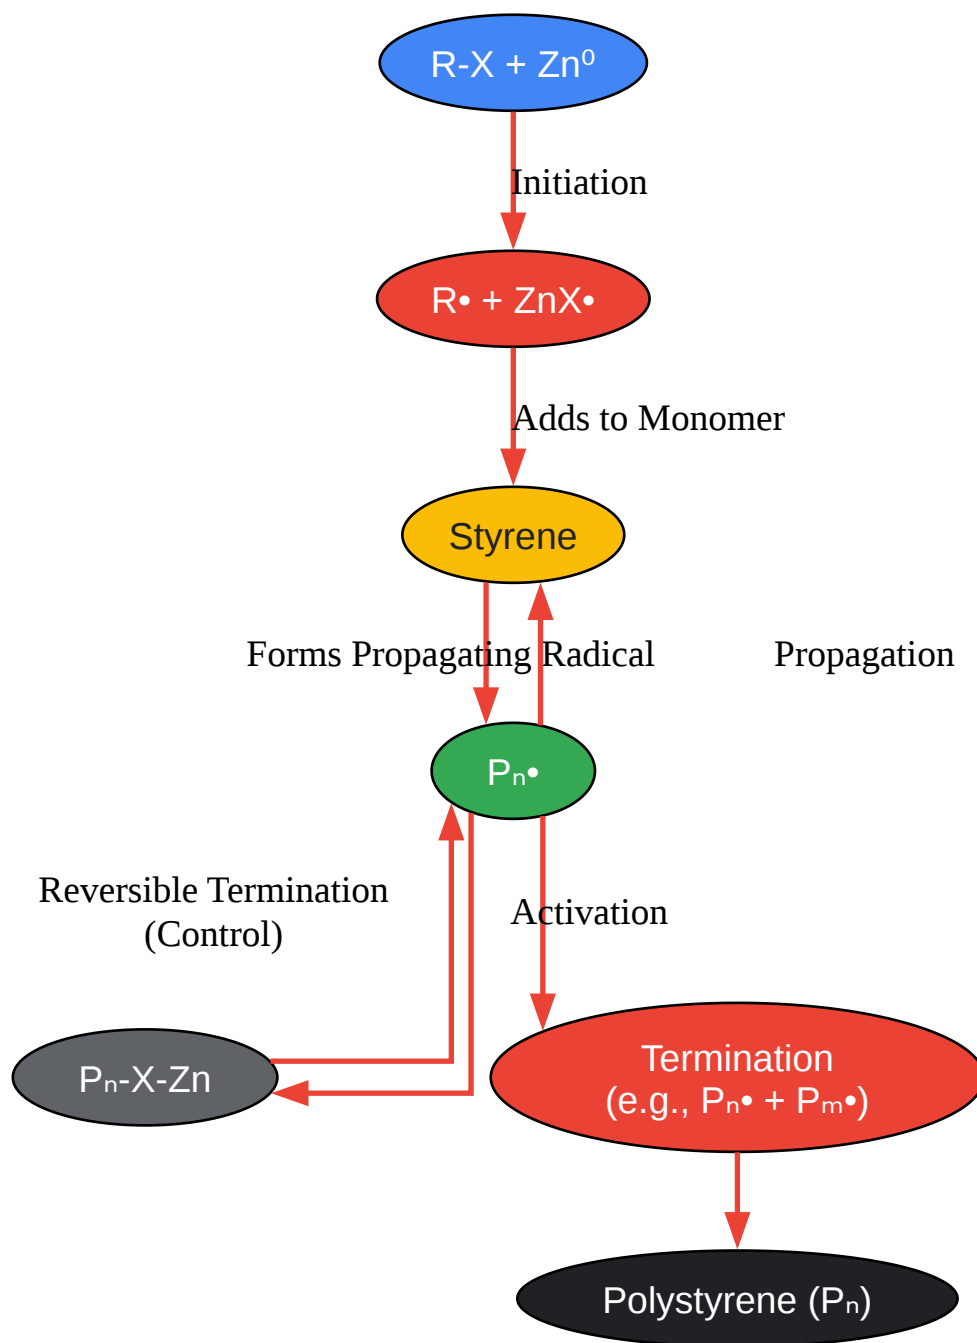 R-X + Zn⁰
Initiation
R• + ZnX•
Adds to Monomer
Styrene
Forms Propagating Radical
Propagation
Pₙ•
Reversible Termination
(Control)
Activation
Pₙ-X-Zn
Termination
(e.g., Pₙ• + Pₘ•)
Polystyrene (Pₙ)